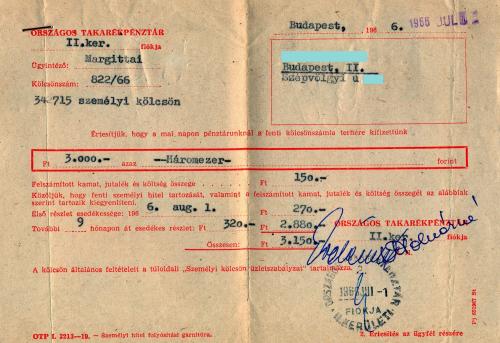 ORSZÁGOS TAKARÉKPÉNZTÁR
II.ker. fiókja
Ügyintéző Margittai
Kölcsönszám: 822/66
34 715 személyi kölcsön
Budapest, 1966 6. 1966 JUL
Budapest, II.
Szépvölgyi u
Értesítjük, hogy a mai napon pénztárunknál a fenti kölcsönszámla terhére kifizettünk
Ft 3.000.- azaz --Háromezer- forint
Felszámított kamat, jutalék és költség összege Ft 150.-
Közöljük, hogy fenti személyi hitel tartozását, valamint a felszámított kamat, jutalék és költség összegét az alábbiak
szerint tartozik kiegyenlíteni.
Első részlet esedékessége: 196 6. aug. 1. Ft 270.-
További 9 hónapon át esedékes részlet: Ft 320.- Ft 2.880.-
Összesen: Ft 3.150.-
ORSZÁGOS TAKARÉKPÉNZTÁR
II.ker. fiókja
A kölcsön általános feltételeit a túloldali „Személyi kölcsön üzletszabályzat” tartalmazza.
FIOKJA
II. KERÜLETI
OTP I. 2213—19. — Személyi hitel folyósítási garnitúra.
2. Értesítés az ügyfél részére